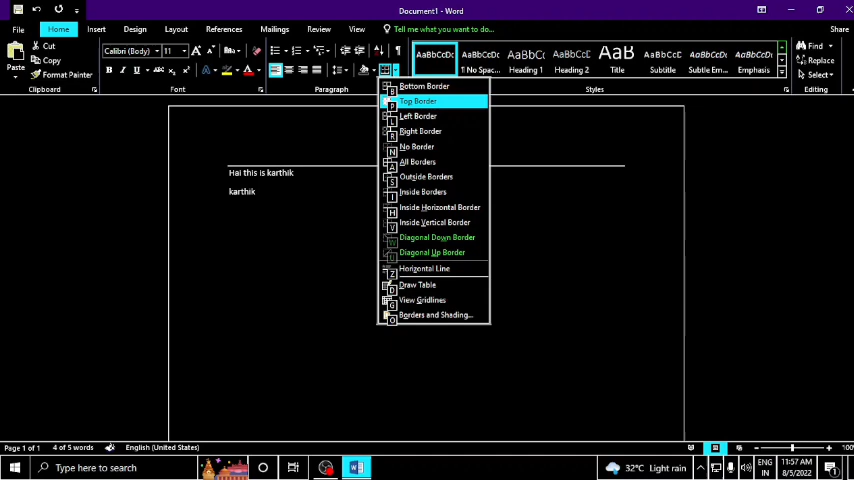 Document1 - Word
File Home Insert Design Layout References Mailings Review View Tell me what you want to do...
Cut
Copy
Paste
Format Painter
Clipboard
Calibri (Body) 11
Font
Paragraph
AaBbCcDc AaBbCcDc AaBbCc AaBbCcC AaB AaBbCcD AaBbCcDc AaBbCcDc
No Spac... Heading 1 Heading 2 Title Subtitle Subtle Em... Emphasis
Styles
Find
Replace
Select
Editing
Bottom Border
B
Top Border
P
Left Border
L
Right Border
R
No Border
N
All Borders
A
Outside Borders
S
Inside Borders
I
Inside Horizontal Border
H
Inside Vertical Border
V
Diagonal Down Border
W
Diagonal Up Border
U
Horizontal Line
Z
Draw Table
D
View Gridlines
G
Borders and Shading...
O
Hai this is karthik
karthik
Page 1 of 1 4 of 5 words English (United States)
Type here to search
32°C Light rain
ENG
IN
11:57 AM
8/5/2022
1